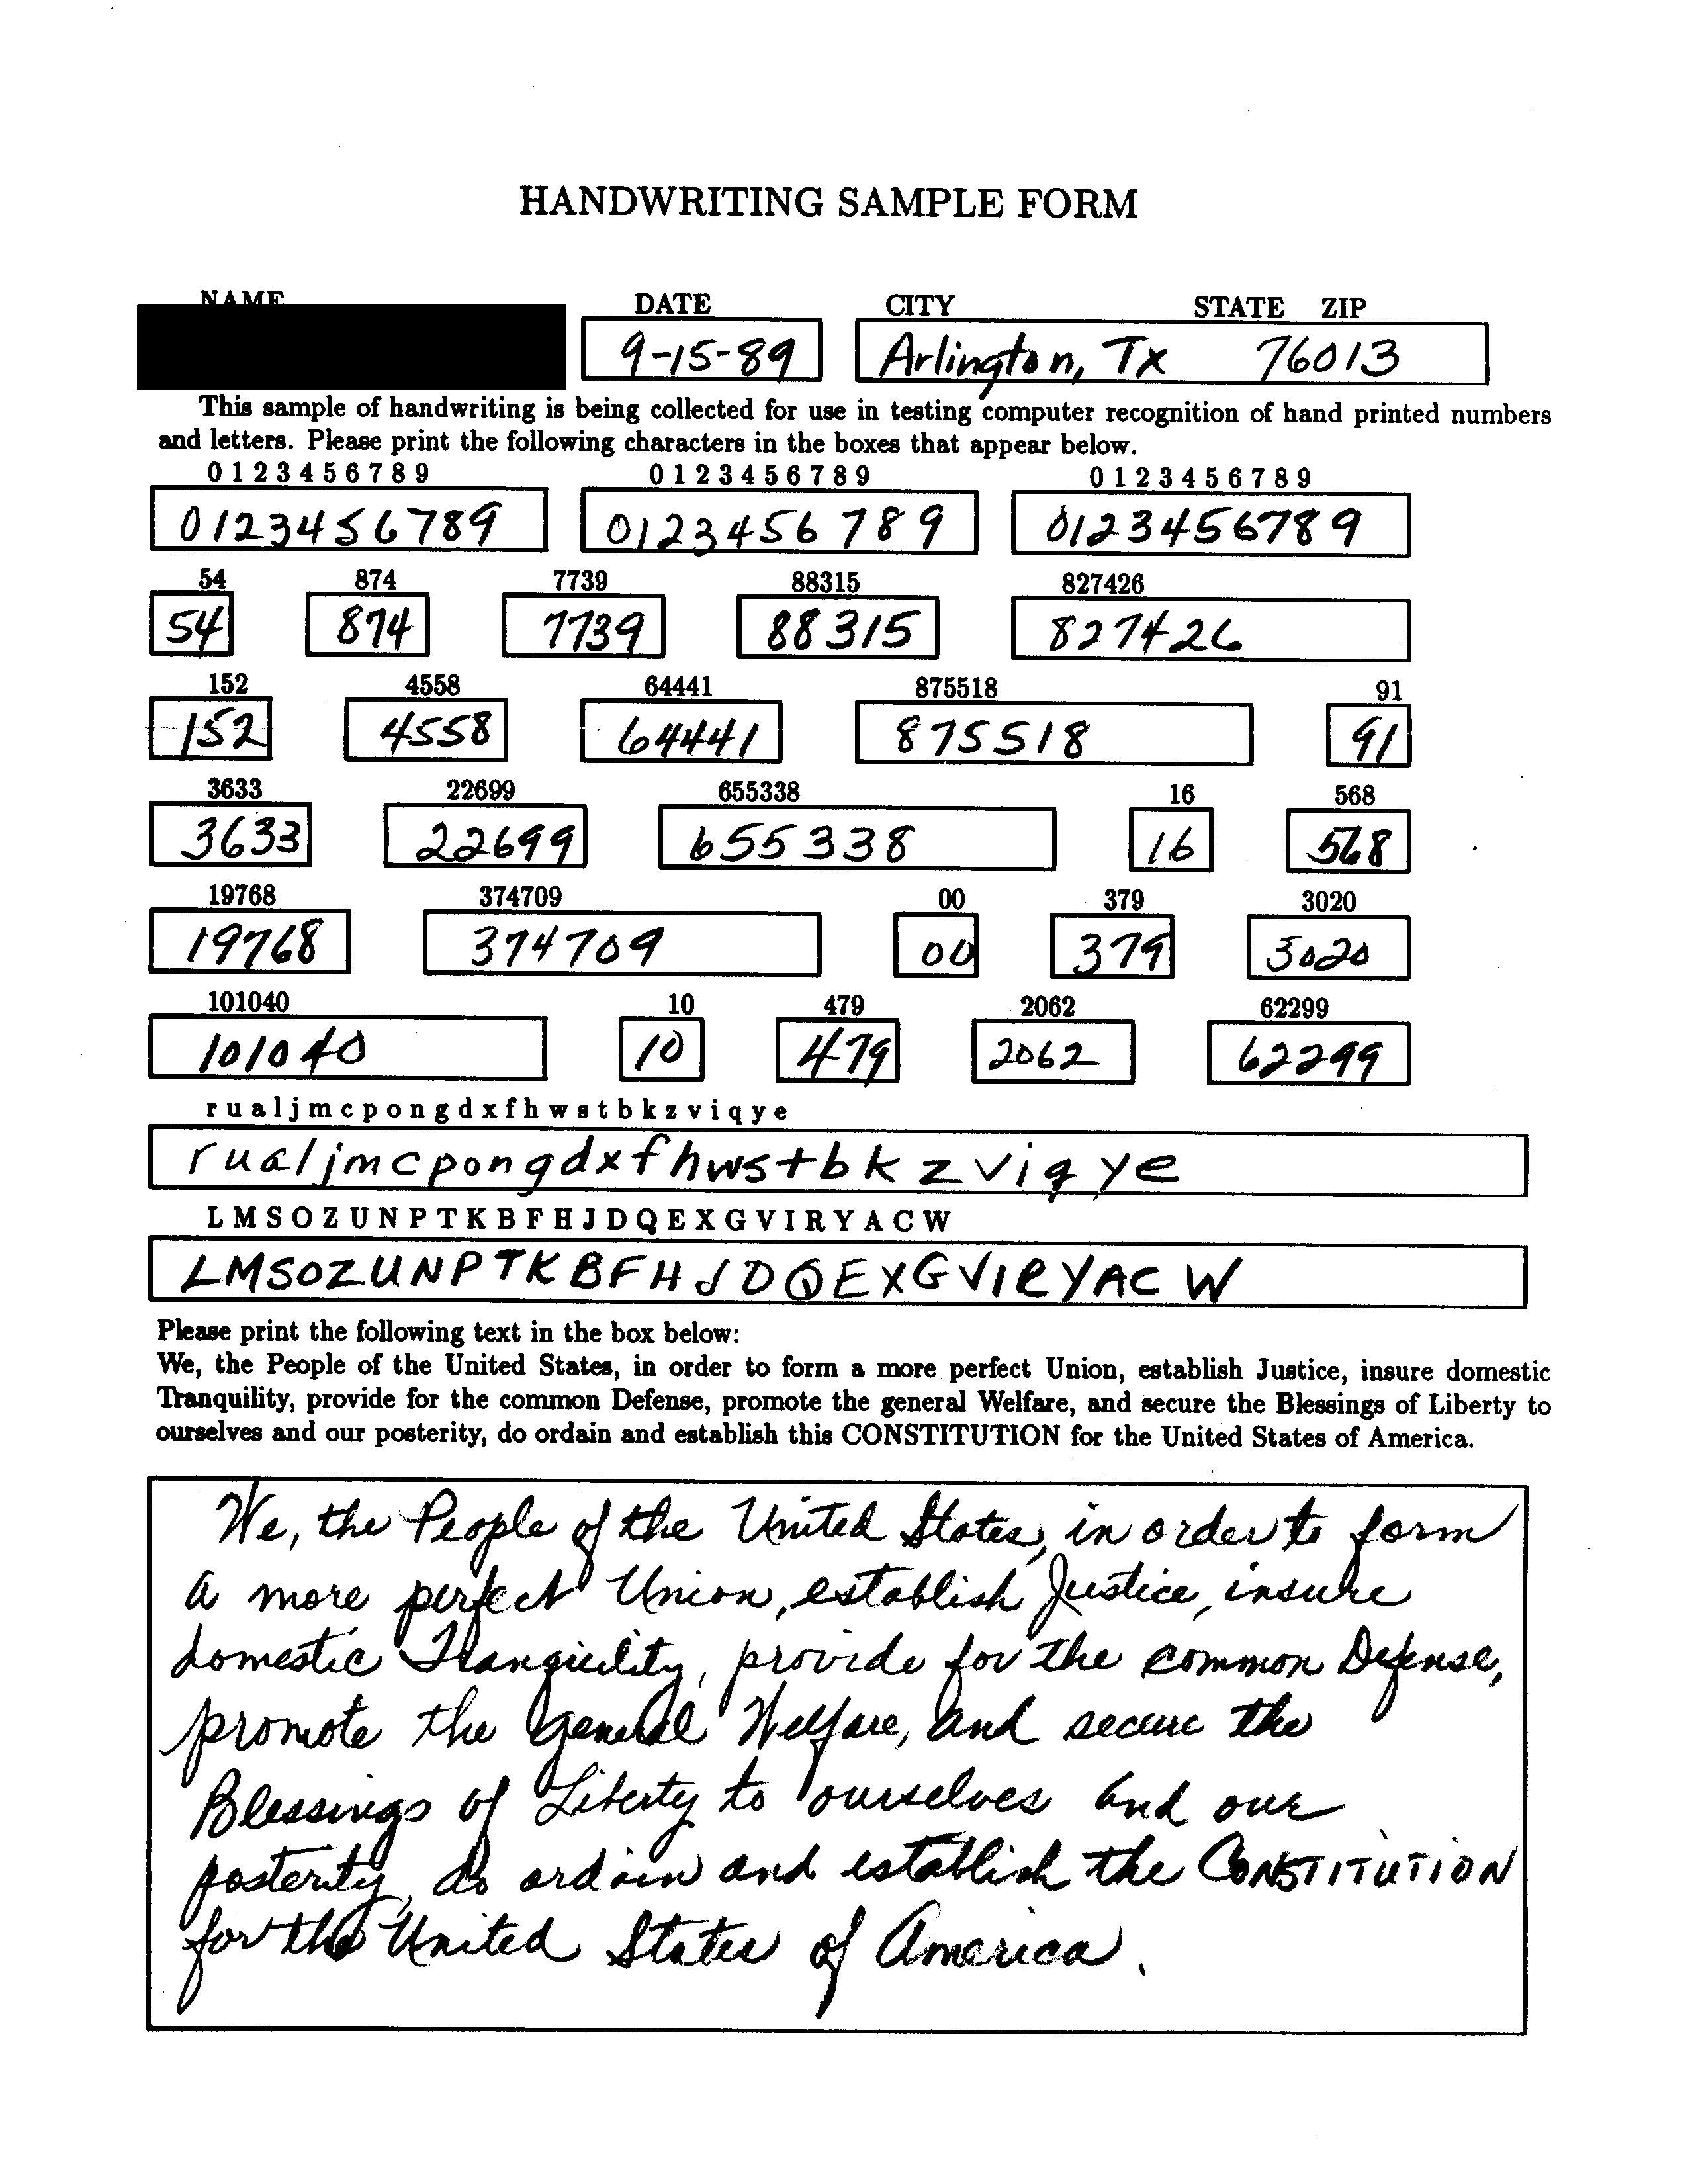 HANDWRITING SAMPLE FORM
NAME DATE CITY STATE ZIP
9-15-89 Arlington, TX 76013
This sample of handwriting is being collected for use in testing computer recognition of hand printed numbers
and letters. Please print the following characters in the boxes that appear below.
0 1 2 3 4 5 6 7 8 9 0 1 2 3 4 5 6 7 8 9 0 1 2 3 4 5 6 7 8 9
0123456789 0123456789 0123456789
54 874 7739 88315 827426
54 874 7739 88315 827426
152 4558 64441 875518 91
152 4558 64441 875518 91
3633 22699 655338 16 568
3633 22699 655338 16 568
19768 374709 00 379 3020
19768 374709 00 379 3020
101040 10 479 2062 62299
101040 10 479 2062 62299
r u a l j m c p o n g d x f h w s t b k z v i q y e
rualjmcpongdxfhwstbkzviqye
L M S O Z U N P T K B F H J D Q E X G V I R Y A C W
LMSOZUNPTKBFHJDQEXGVIRYACW
Please print the following text in the box below:
We, the People of the United States, in order to form a more perfect Union, establish Justice, insure domestic
Tranquility, provide for the common Defense, promote the general Welfare, and secure the Blessings of Liberty to
ourselves and our posterity, do ordain and establish this CONSTITUTION for the United States of America.
We, the People of the United States, in order to form
a more perfect Union, establish Justice, insure
domestic Tranquility, provide for the common Defense,
promote the general Welfare, and secure the
Blessings of Liberty to ourselves and our
posterity, do ordain and establish the CONSTITUTION
for the United States of America.